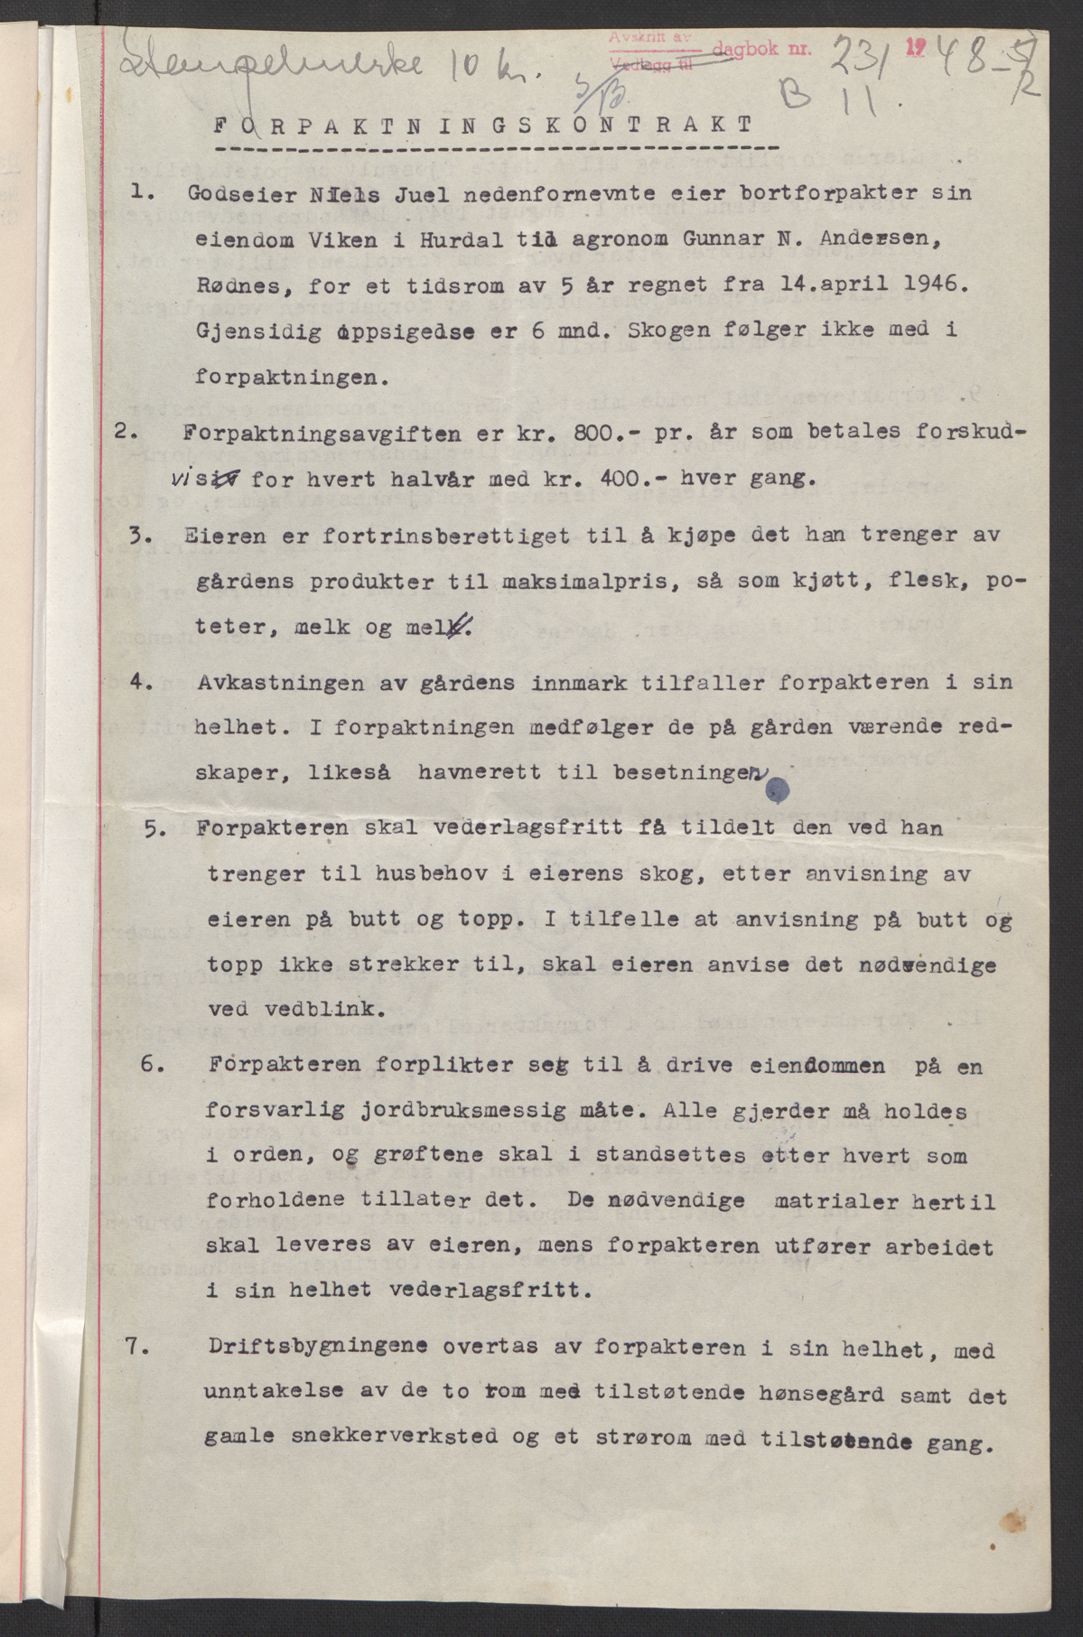 Stempelmerke 10 kr.
Avskrift av
Vedlegg til
dagbok nr. 231 1948-5/2
B 11.
FORPAKTNINGSKONTRAKT
1. Godseier Niels Juel nedenfornevnte eier bortforpakter sin
eiendom Viken i Hurdal til agronom Gunnar N. Andersen,
Rødnes, for et tidsrom av 5 år regnet fra 14.april 1946.
Gjensidig oppsigelse er 6 mnd. Skogen følger ikke med i
forpaktningen.
2. Forpaktningsavgiften er kr. 800.- pr. år som betales forskud-
vis for hvert halvår med kr. 400.- hver gang.
3. Eieren er fortrinsberettiget til å kjøpe det han trenger av
gårdens produkter til maksimalpris, så som kjøtt, flesk, po-
teter, melk og mel.
4. Avkastningen av gårdens innmark tilfaller forpakteren i sin
helhet. I forpaktningen medfølger de på gården værende red-
skaper, likeså havnerett til besetningen
5. Forpakteren skal vederlagsfritt få tildelt den ved han
trenger til husbehov i eierens skog, etter anvisning av
eieren på butt og topp. I tilfelle at anvisning på butt og
topp ikke strekker til, skal eieren anvise det nødvendige
ved vedblink.
6. Forpakteren forplikter seg til å drive eiendommen på en
forsvarlig jordbruksmessig måte. Alle gjerder må holdes
i orden, og grøftene skal i standsettes etter hvert som
forholdene tillater det. De nødvendige matrialer hertil
skal leveres av eieren, mens forpakteren utfører arbeidet
i sin helhet vederlagsfritt.
7. Driftsbygningene overtas av forpakteren i sin helhet, med
unntakelse av de to rom med tilstøtende hønsegård samt det
gamle snekkerverksted og et strørom med tilstøtende gang.